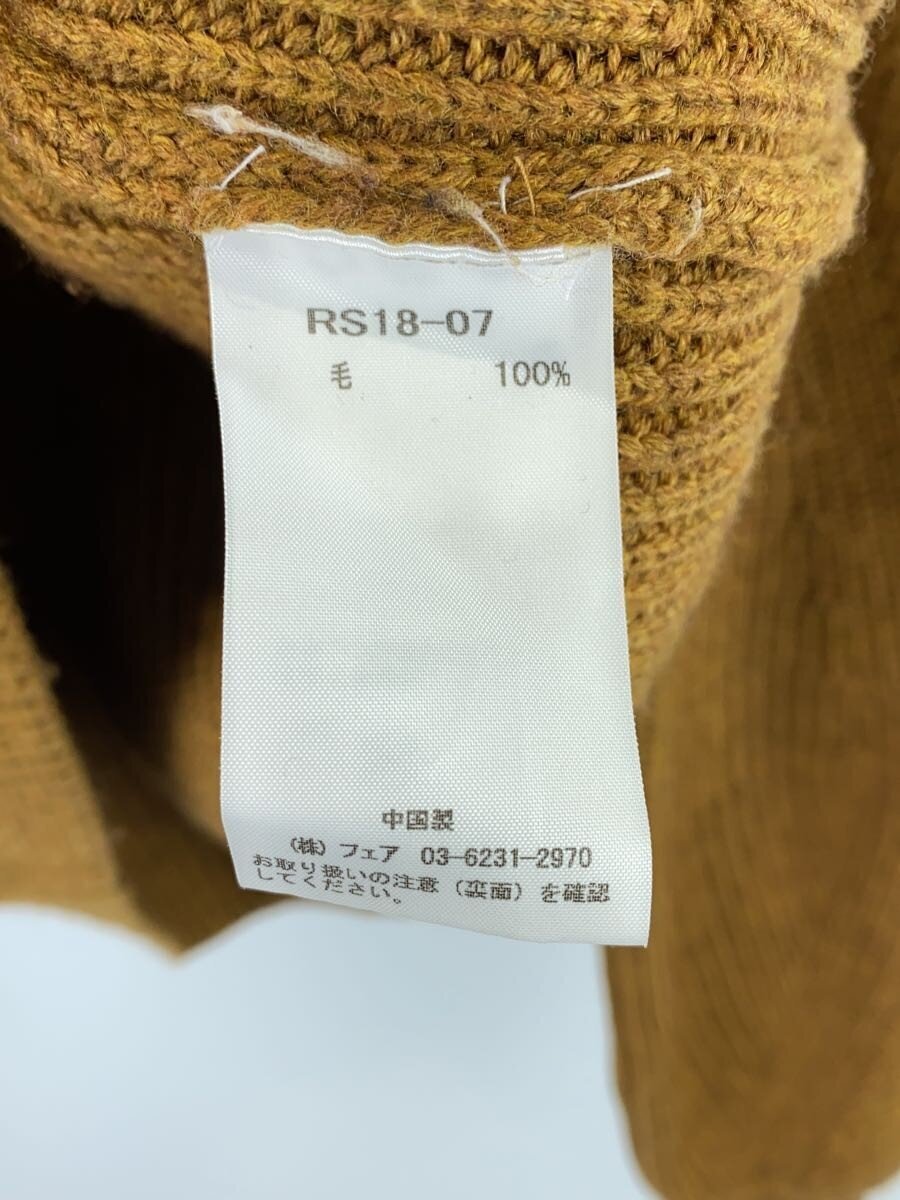 RS18-07
毛 100%
中国製
(株) フェア 03-6231-2970
お取り扱いの注意(裏面)を確認
してください。